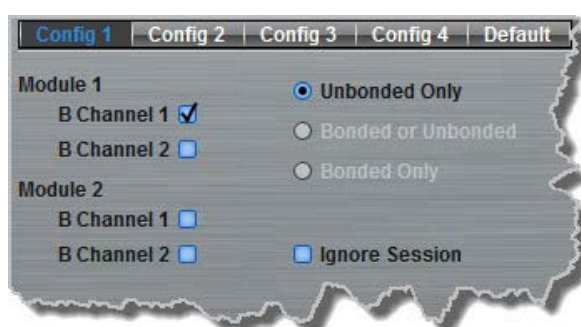 Config 1 Config 2 Config 3 Config 4 Default
Module 1
B Channel 1
B Channel 2
Module 2
B Channel 1
B Channel 2
Unbonded Only
Bonded or Unbonded
Bonded Only
Ignore Session